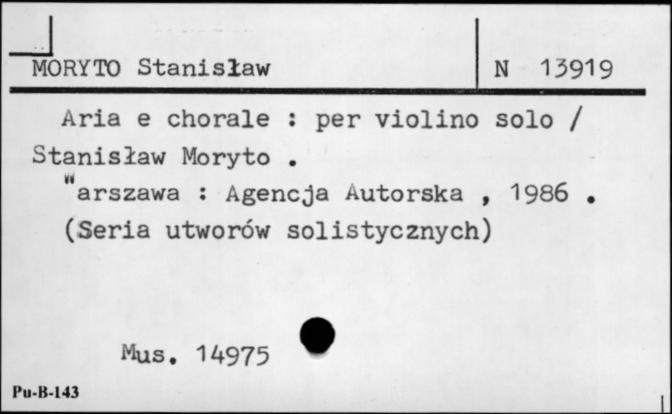 MORYTO Stanisław N 13919
Aria e chorale : per violino solo /
Stanisław Moryto .
Warszawa : Agencja Autorska , 1986 .
(Seria utworów solistycznych)
Mus. 14975
Pu-B-143